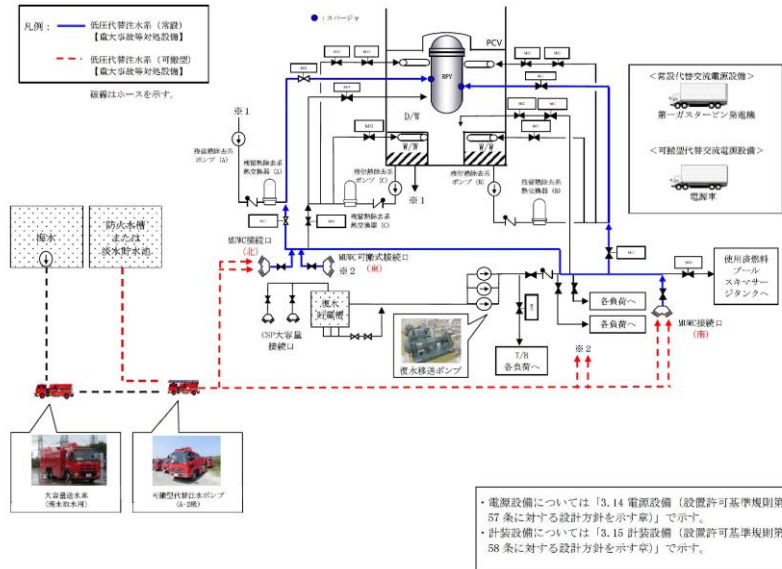 凡例：
低圧代替注水系（常設）
【重大事故等対処設備】
低圧代替注水系（可搬型）
【重大事故等対処設備】
破線はホースを示す。
●：スパージャ
PCV
RPV
D/W
W/W
W/W
※1
残留熱除去系
ポンプ (A)
残留熱除去系
熱交換器 (A)
残留熱除去系
熱交換器 (C)
残留熱除去系
ポンプ (C)
※1
残留熱除去系
ポンプ (B)
残留熱除去系
熱交換器 (B)
＜常設代替交流電源設備＞
第一ガスタービン発電機
＜可搬型代替交流電源設備＞
電源車
海水
防火水槽
または
淡水貯水池
MUWC接続口
(北)
MUWC可搬式接続口
※2 (東)
CSP大容量
接続口
復水
貯蔵槽
復水移送ポンプ
T/B
各負荷へ
各負荷へ
各負荷へ
※2
MUWC接続口
(南)
使用済燃料
プール
スキマサー
ジタンクへ
大容量送水車
(海水取水用)
可搬型代替注水ポンプ
(A-2級)
・電源設備については「3.14 電源設備（設置許可基準規則第
57 条に対する設計方針を示す章）」で示す。
・計装設備については「3.15 計装設備（設置許可基準規則第
58 条に対する設計方針を示す章）」で示す。